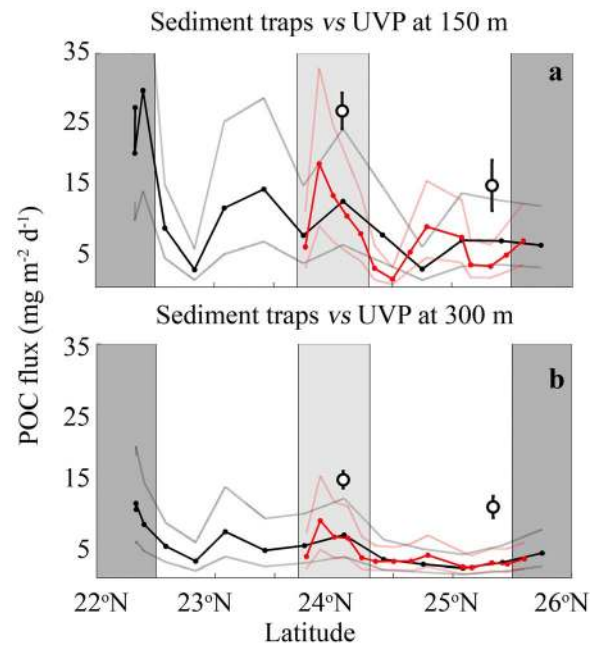 Sediment traps vs UVP at 150 m
35
a
25
15
5
POC flux (mg m⁻² d⁻¹)
Sediment traps vs UVP at 300 m
35
b
25
15
5
22°N 23°N 24°N 25°N 26°N
Latitude